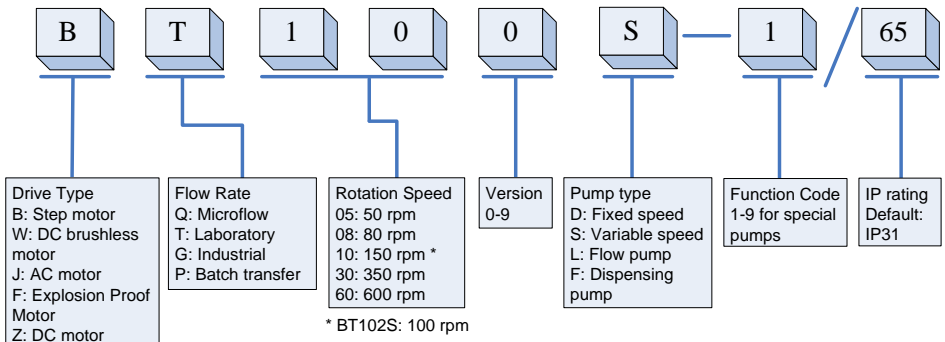 B T 1 0 0 S - 1 / 65
Drive Type
B: Step motor
W: DC brushless
motor
J: AC motor
F: Explosion Proof
Motor
Z: DC motor
Flow Rate
Q: Microflow
T: Laboratory
G: Industrial
P: Batch transfer
Rotation Speed
05: 50 rpm
08: 80 rpm
10: 150 rpm *
30: 350 rpm
60: 600 rpm
* BT102S: 100 rpm
Version
0-9
Pump type
D: Fixed speed
S: Variable speed
L: Flow pump
F: Dispensing
pump
Function Code
1-9 for special
pumps
IP rating
Default:
IP31